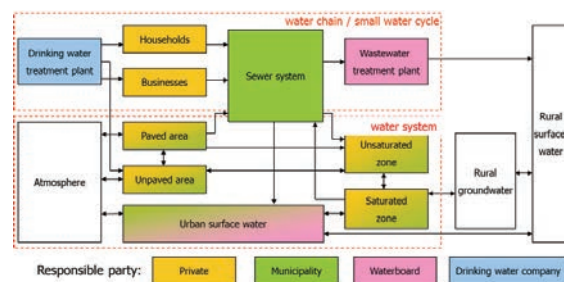 water chain / small water cycle
Drinking water
treatment plant
Households
Businesses
Sewer system
Wastewater
treatment plant
Rural
surface
water
water system
Atmosphere
Paved area
Unpaved area
Unsaturated
zone
Saturated
zone
Rural
groundwater
Urban surface water
Responsible party:
Private
Municipality
Waterboard
Drinking water company